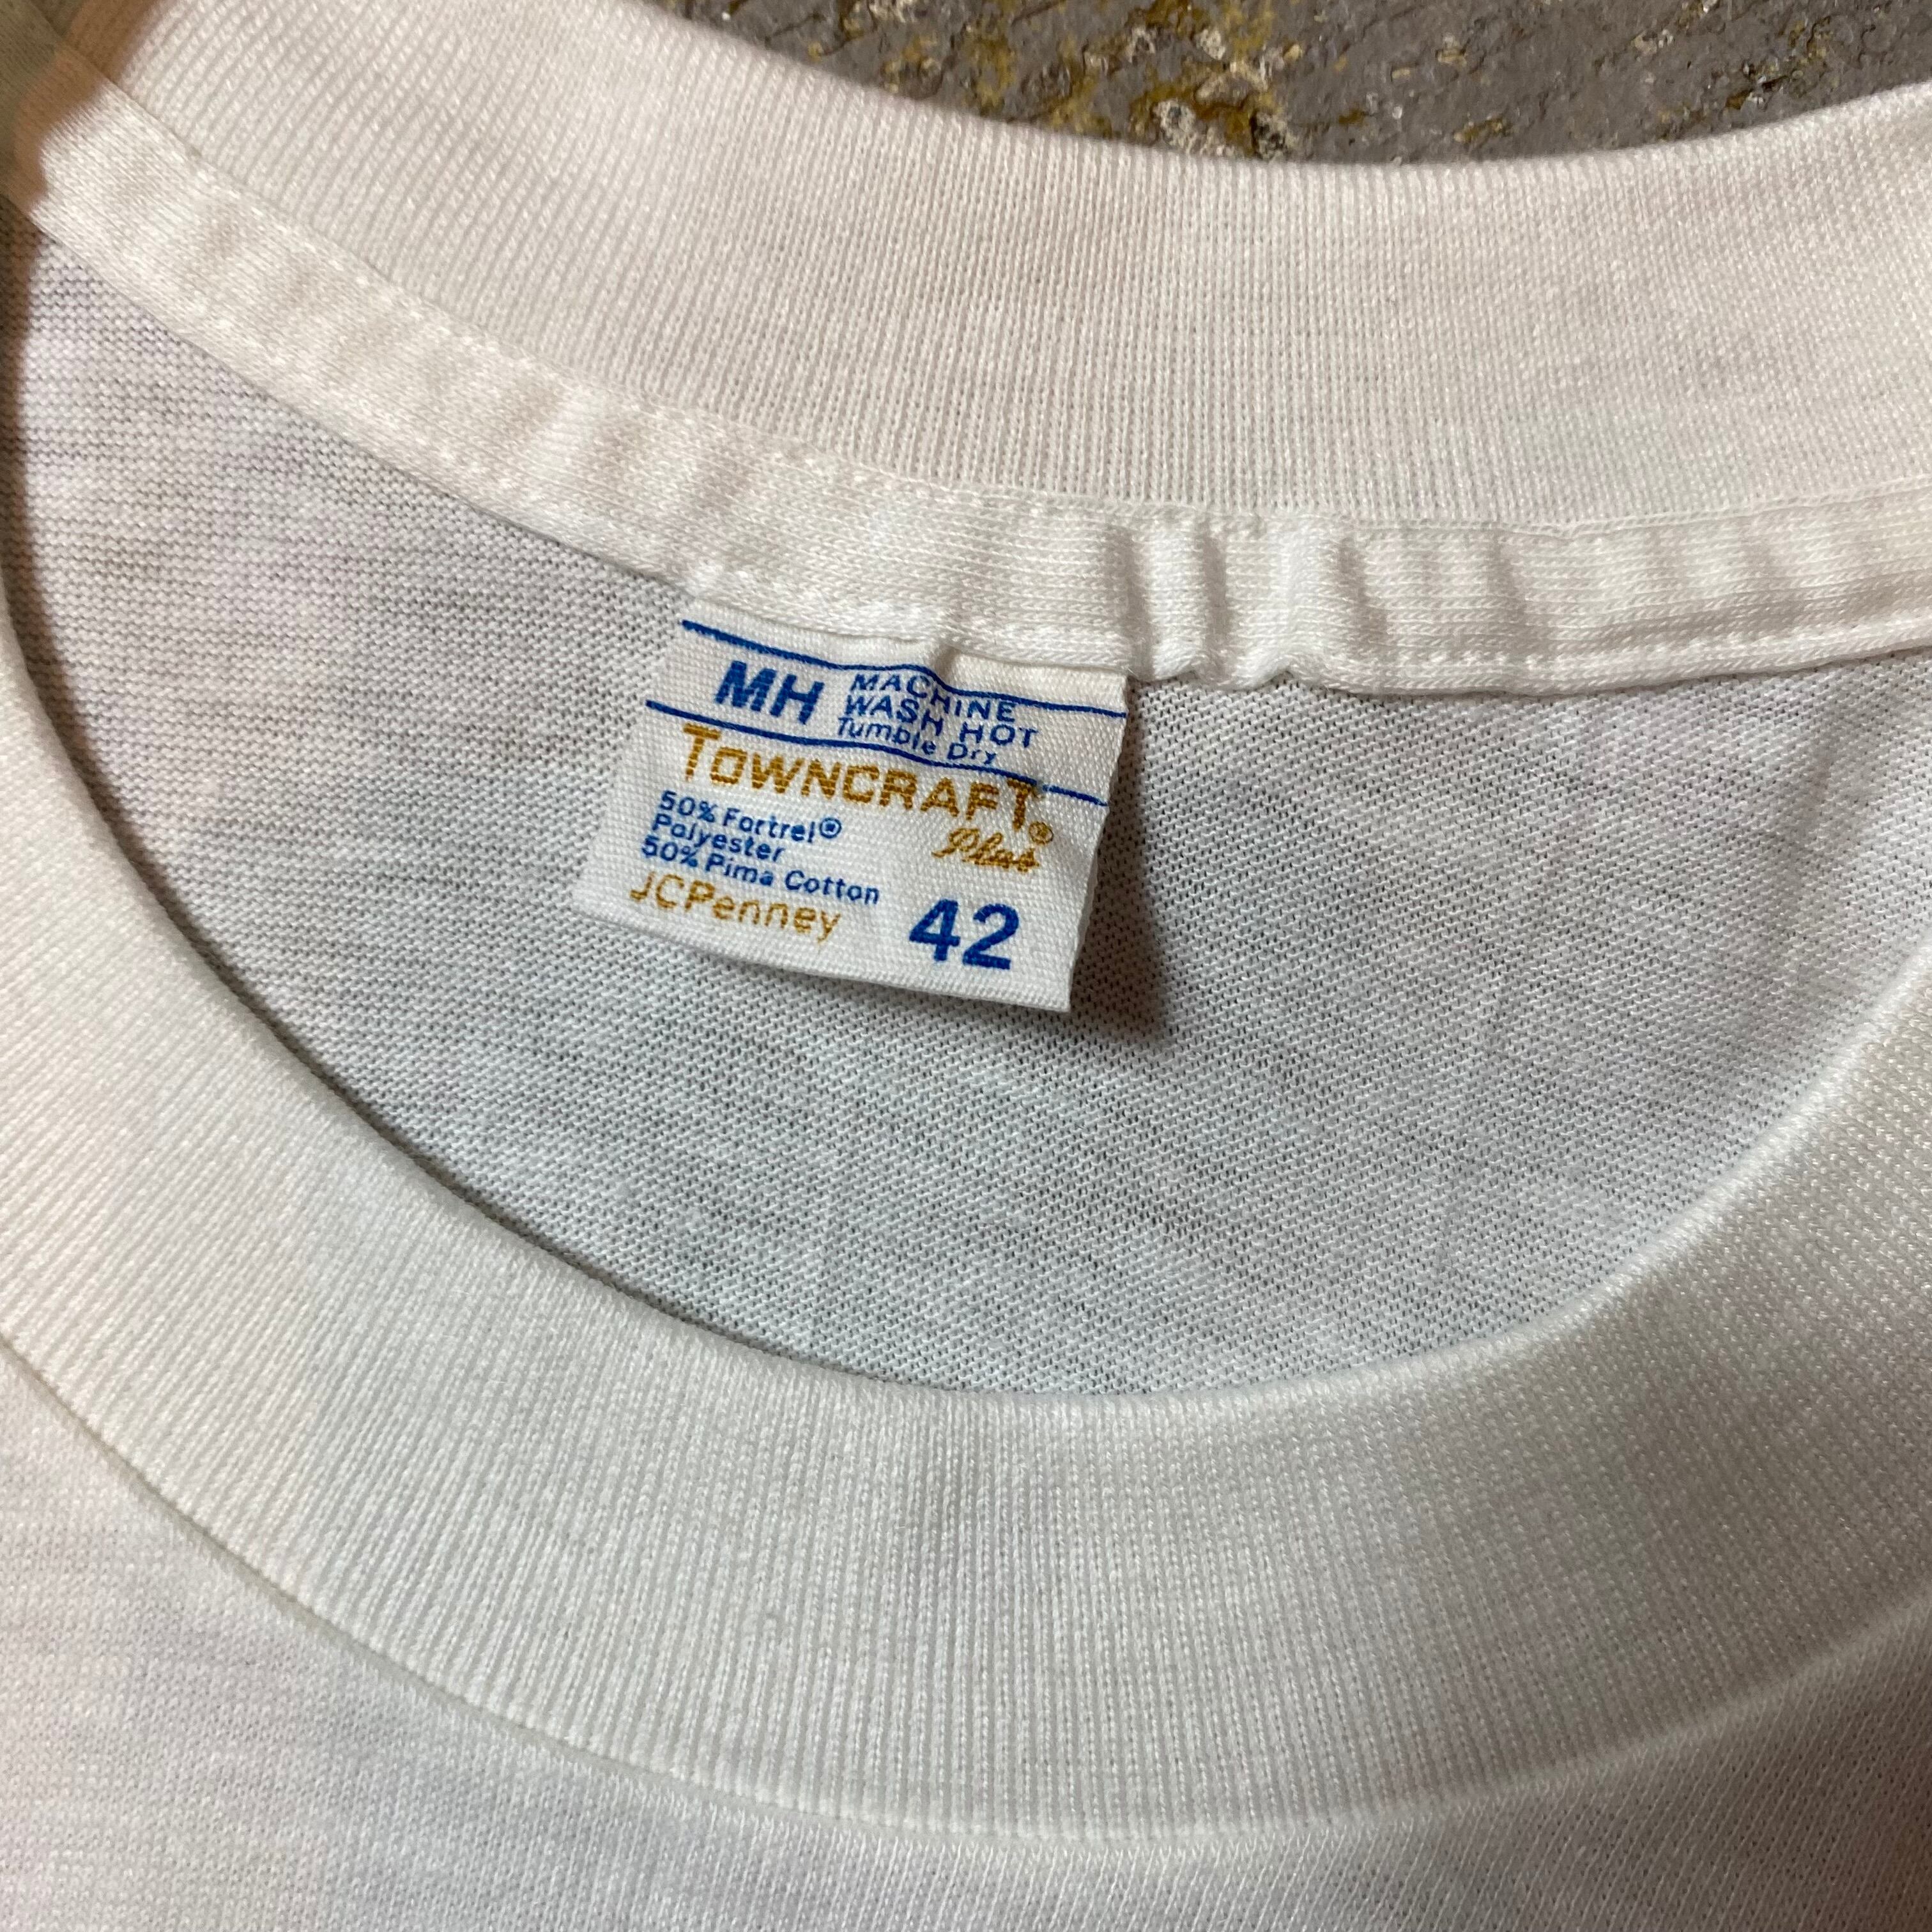 MH MACHINE
WASH HOT
Tumble Dry
TOWNCRAFT®
Plus
50% Fortrel®
Polyester
50% Pima Cotton
JCPenney
42